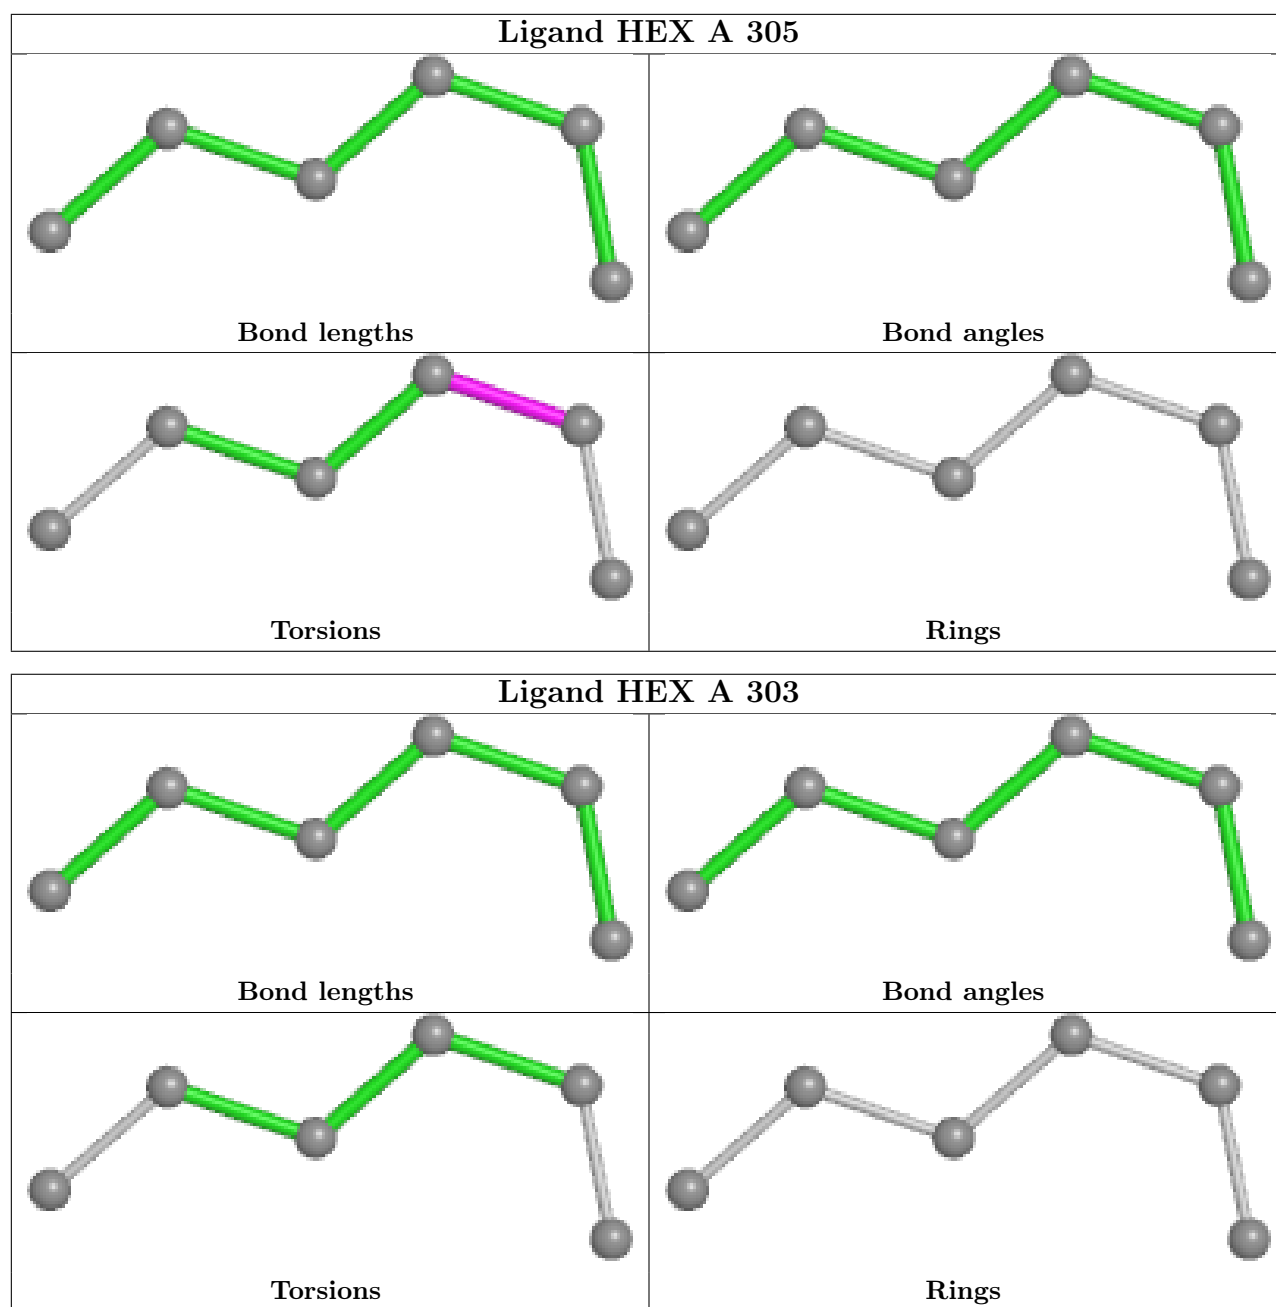 Ligand HEX A 305
Bond lengths
Bond angles
Torsions
Rings
Ligand HEX A 303
Bond lengths
Bond angles
Torsions
Rings